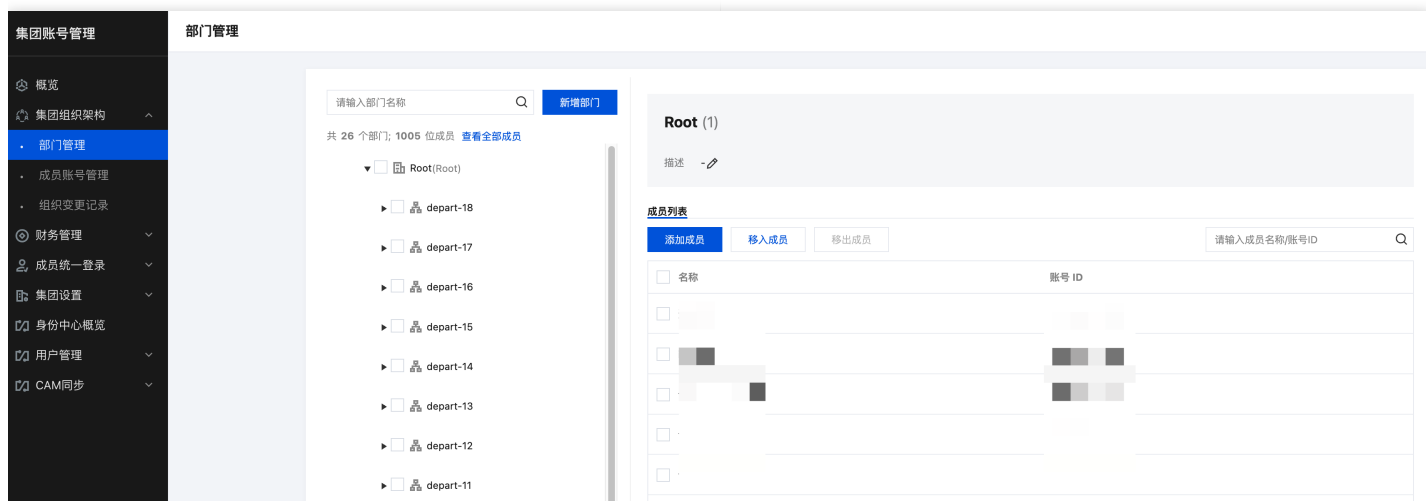 集团账号管理
部门管理
概览
集团组织架构
部门管理
成员账号管理
组织变更记录
财务管理
成员统一登录
集团设置
身份中心概览
用户管理
CAM同步
请输入部门名称
新增部门
共 26 个部门; 1005 位成员 查看全部成员
Root(Root)
depart-18
depart-17
depart-16
depart-15
depart-14
depart-13
depart-12
depart-11
Root (1)
描述 -
成员列表
添加成员 移入成员 移出成员 请输入成员名称/账号ID
名称 账号 ID